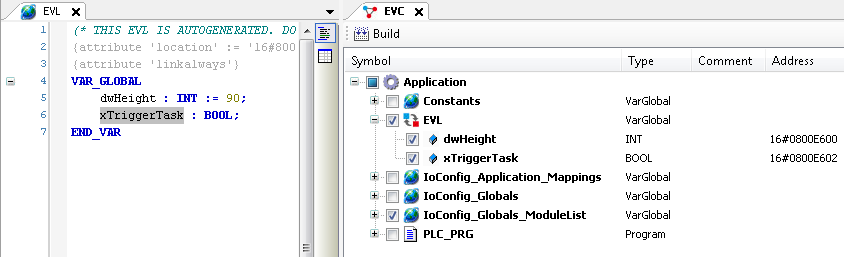 EVL
EVC
1 (* THIS EVL IS AUTOGENERATED. DO
2 {attribute 'location' := '16#800
3 {attribute 'linkalways'}
4 VAR_GLOBAL
5 dwHeight : INT := 90;
6 xTriggerTask : BOOL;
7 END_VAR
Build
Symbol Type Comment Address
Application
Constants VarGlobal
EVL VarGlobal
dwHeight INT 16#0800E600
xTriggerTask BOOL 16#0800E602
IoConfig_Application_Mappings VarGlobal
IoConfig_Globals VarGlobal
IoConfig_Globals_ModuleList VarGlobal
PLC_PRG Program